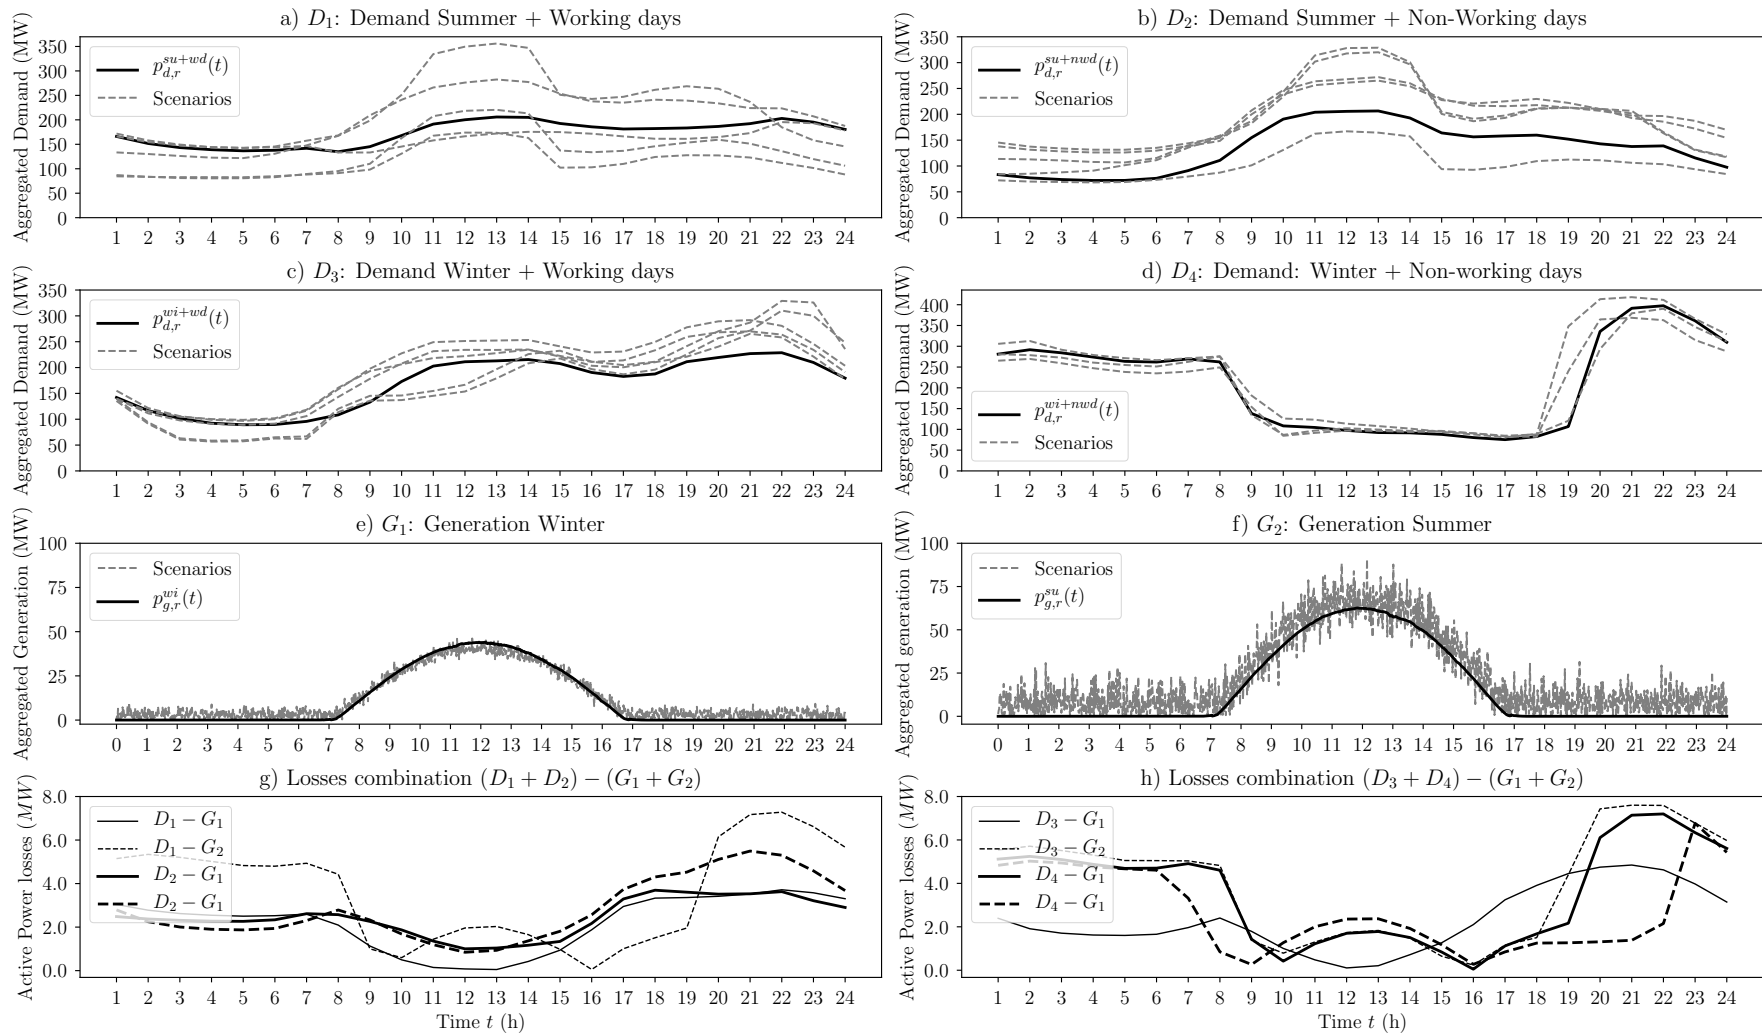 a) D₁: Demand Summer + Working days
Aggregated Demand (MW)
350
300
250
200
150
100
50
0
p_{d,r}^{su+wd}(t)
Scenarios
1 2 3 4 5 6 7 8 9 10 11 12 13 14 15 16 17 18 19 20 21 22 23 24
b) D₂: Demand Summer + Non-Working days
Aggregated Demand (MW)
350
300
250
200
150
100
50
0
p_{d,r}^{su+nwd}(t)
Scenarios
1 2 3 4 5 6 7 8 9 10 11 12 13 14 15 16 17 18 19 20 21 22 23 24
c) D₃: Demand Winter + Working days
Aggregated Demand (MW)
350
300
250
200
150
100
50
0
p_{d,r}^{wi+wd}(t)
Scenarios
1 2 3 4 5 6 7 8 9 10 11 12 13 14 15 16 17 18 19 20 21 22 23 24
d) D₄: Demand: Winter + Non-working days
Aggregated Demand (MW)
400
350
300
250
200
150
100
50
0
p_{d,r}^{wi+nwd}(t)
Scenarios
1 2 3 4 5 6 7 8 9 10 11 12 13 14 15 16 17 18 19 20 21 22 23 24
e) G₁: Generation Winter
Aggregated Generation (MW)
100
75
50
25
0
Scenarios
p_{g,r}^{wi}(t)
0 1 2 3 4 5 6 7 8 9 10 11 12 13 14 15 16 17 18 19 20 21 22 23 24
f) G₂: Generation Summer
Aggregated generation (MW)
100
75
50
25
0
Scenarios
p_{g,r}^{su}(t)
0 1 2 3 4 5 6 7 8 9 10 11 12 13 14 15 16 17 18 19 20 21 22 23 24
g) Losses combination (D₁ + D₂) − (G₁ + G₂)
Active Power losses (MW)
8.0
6.0
4.0
2.0
0.0
D₁ − G₁
D₁ − G₂
D₂ − G₁
D₂ − G₁
1 2 3 4 5 6 7 8 9 10 11 12 13 14 15 16 17 18 19 20 21 22 23 24
Time t (h)
h) Losses combination (D₃ + D₄) − (G₁ + G₂)
Active Power losses (MW)
8.0
6.0
4.0
2.0
0.0
D₃ − G₁
D₃ − G₂
D₄ − G₁
D₄ − G₁
1 2 3 4 5 6 7 8 9 10 11 12 13 14 15 16 17 18 19 20 21 22 23 24
Time t (h)